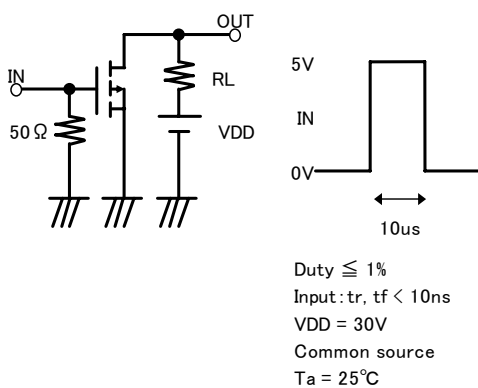 OUT
IN
RL
50Ω
VDD
5V
IN
0V
10us
Duty ≦ 1%
Input:tr, tf < 10ns
VDD = 30V
Common source
Ta = 25℃